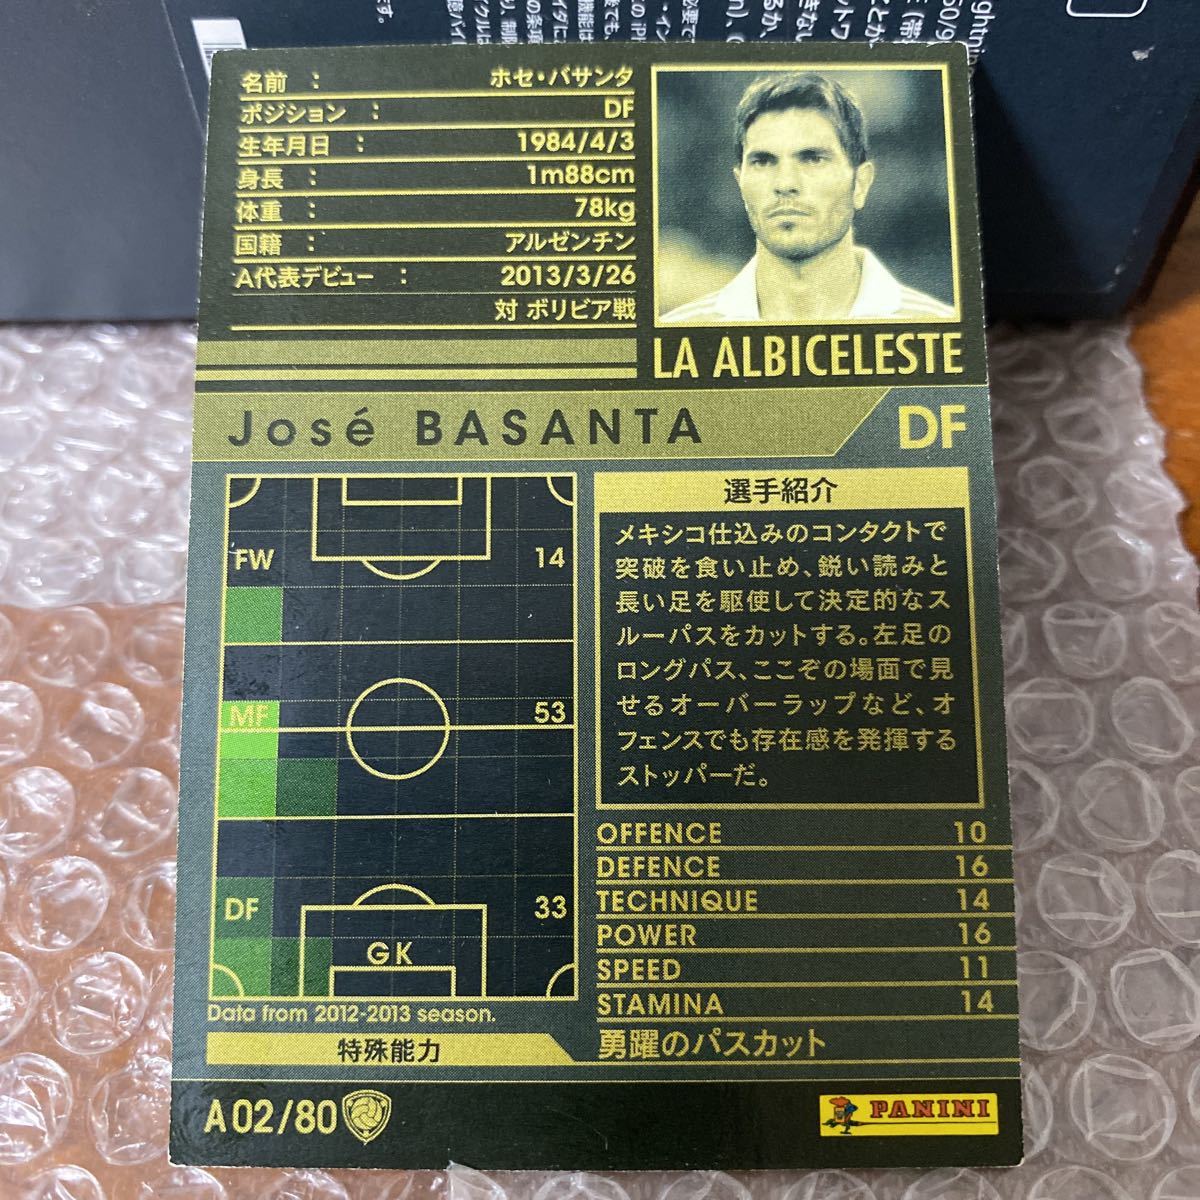 名前 : ホセ・バサンタ
ポジション : DF
生年月日 : 1984/4/3
身長 : 1m88cm
体重 : 78kg
国籍 : アルゼンチン
A代表デビュー : 2013/3/26
対 ボリビア戦
LA ALBICELESTE
José BASANTA
DF
FW 14
MF 53
DF 33
GK
Data from 2012-2013 season.
選手紹介
メキシコ仕込みのコンタクトで
突破を食い止め、鋭い読みと
長い足を駆使して決定的なス
ルーパスをカットする。左足の
ロングパス、ここぞの場面で見
せるオーバーラップなど、オ
フェンスでも存在感を発揮する
ストッパーだ。
OFFENCE 10
DEFENCE 16
TECHNIQUE 14
POWER 16
SPEED 11
STAMINA 14
特殊能力
勇躍のパスカット
A02/80
PANINI